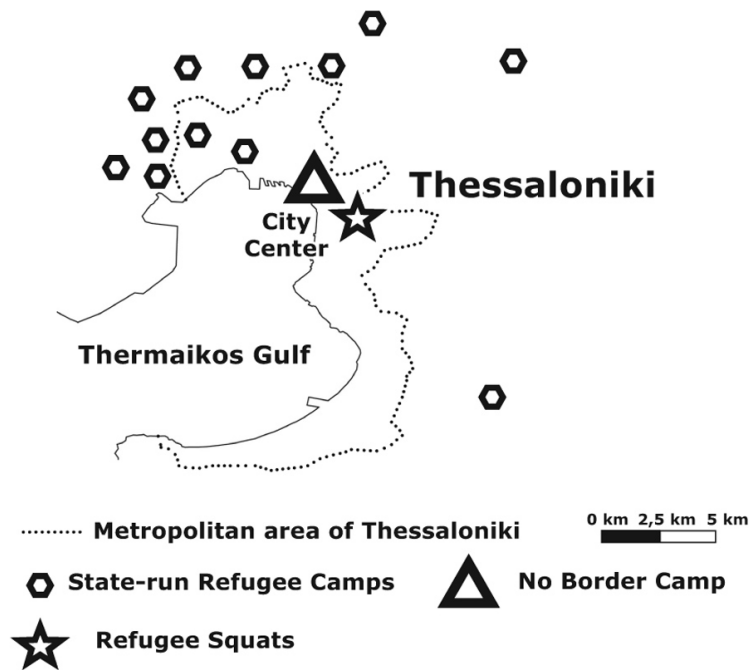 Thessaloniki
City
Center
Thermaikos Gulf
Metropolitan area of Thessaloniki
0 km 2,5 km 5 km
State-run Refugee Camps
No Border Camp
Refugee Squats